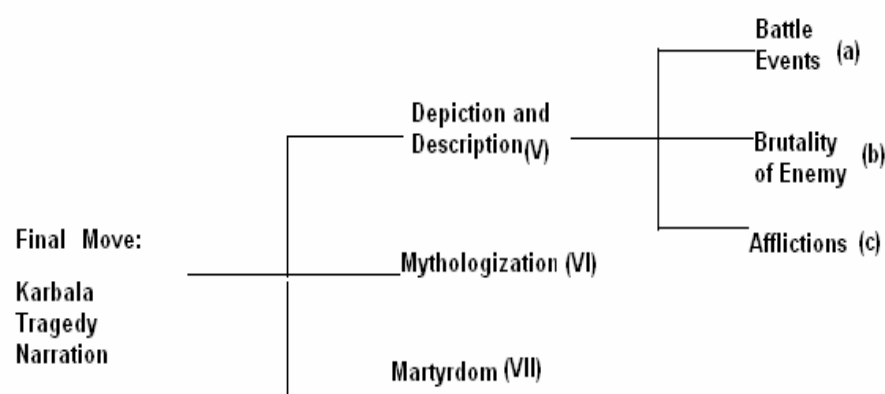 Final Move:
Karbala
Tragedy
Narration
Depiction and
Description(V)
Mythologization (VI)
Martyrdom (VII)
Battle
Events (a)
Brutality
of Enemy (b)
Afflictions (c)